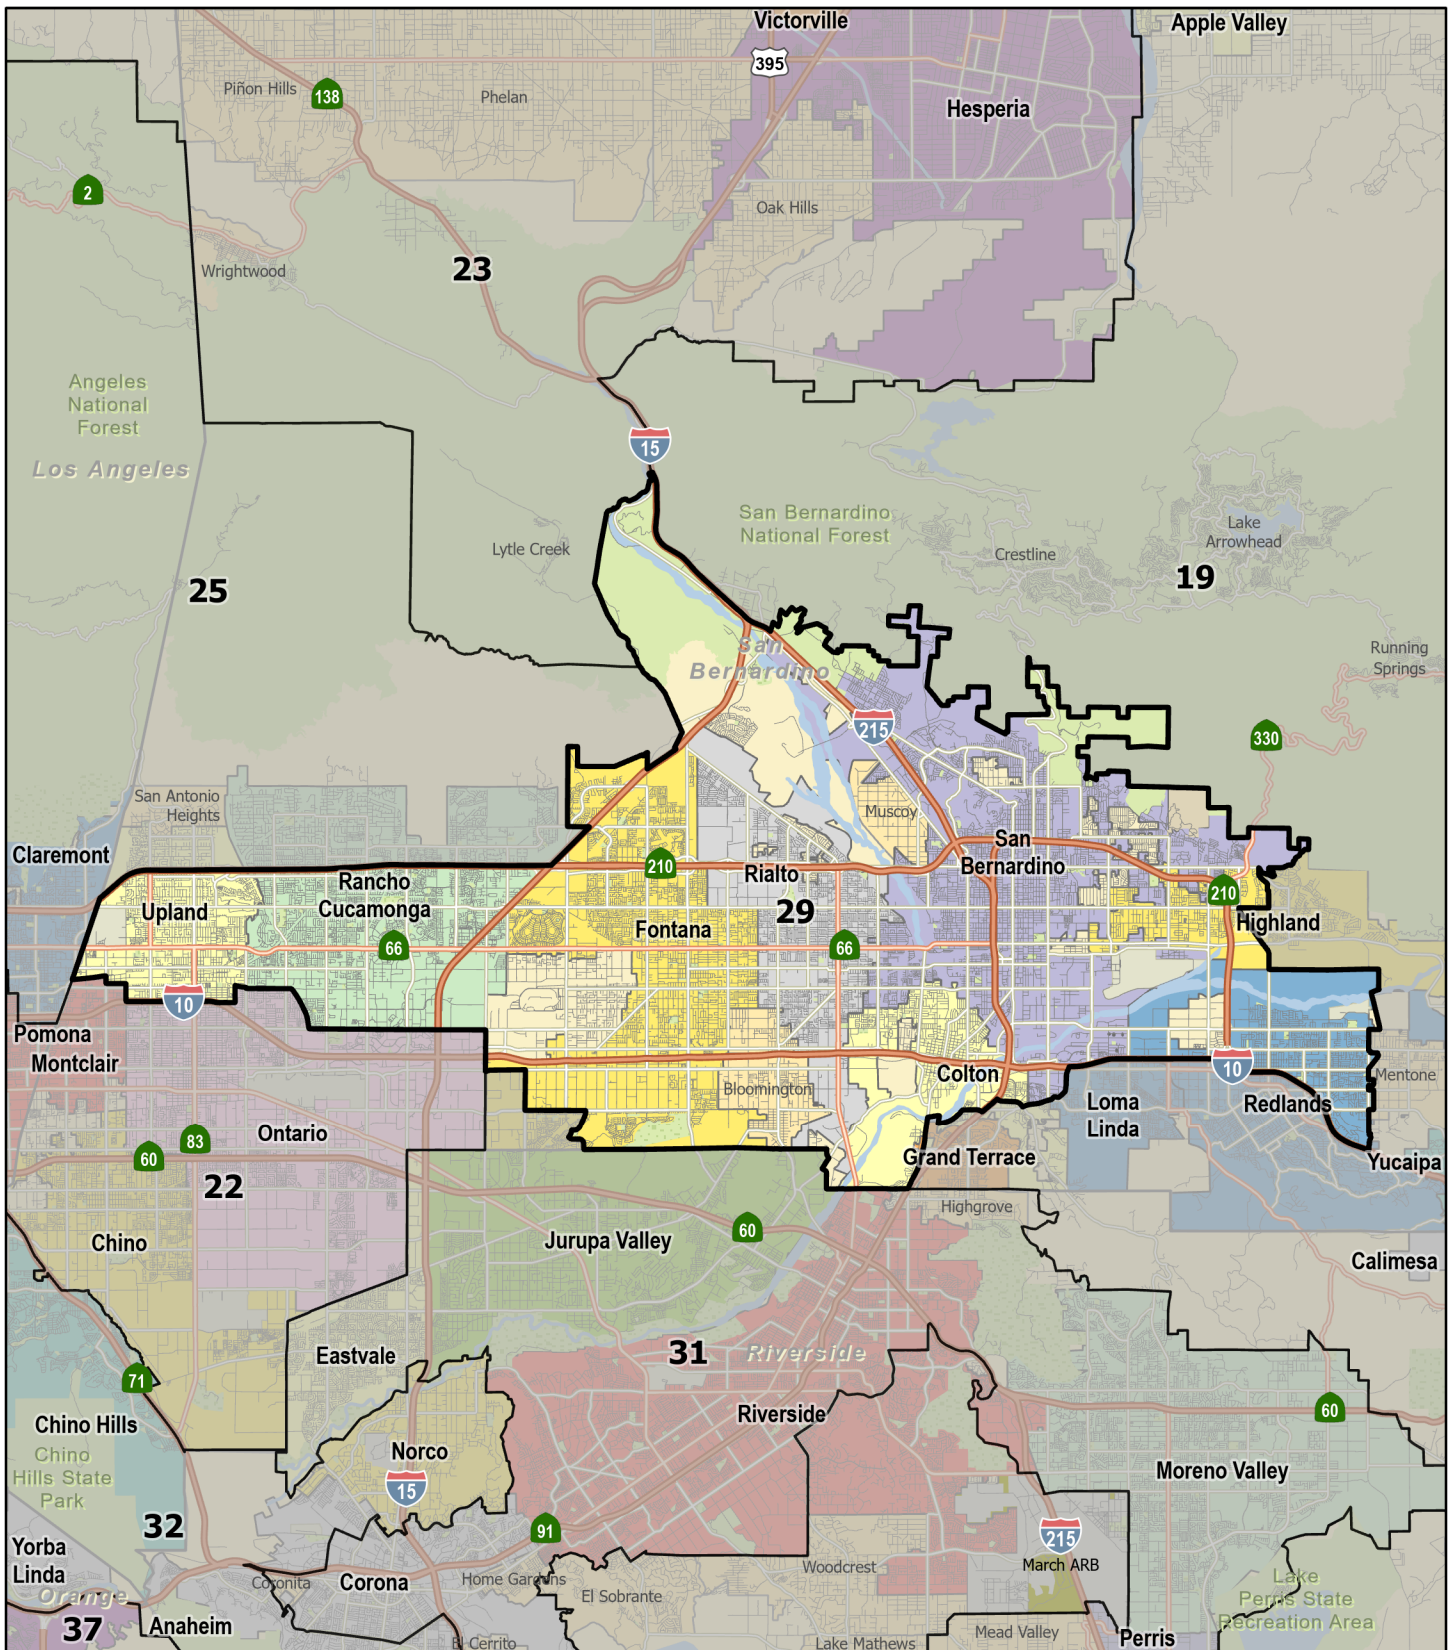 Victorville
Apple Valley
395
Piñon Hills
138
Phelan
Hesperia
2
Oak Hills
Wrightwood
23
Angeles
National
Forest
15
Los Angeles
San Bernardino
National Forest
Lake
Arrowhead
Lytle Creek
Crestline
19
25
San
Bernardino
Running
Springs
215
330
San Antonio
Heights
Muscoy
Claremont
San
Bernardino
210
Rialto
Rancho
Cucamonga
210
Upland
29
Highland
Fontana
66
66
10
Pomona
Montclair
Colton
10
Mentone
Bloomington
Loma
Linda
Redlands
83
Ontario
60
Grand Terrace
Yucaipa
22
Highgrove
60
Chino
Jurupa Valley
Calimesa
Eastvale
31
Riverside
71
Chino Hills
Riverside
60
Norco
Chino
Hills State
Park
15
Moreno Valley
32
91
215
Yorba
Linda
Woodcrest
March ARB
Coronita
Corona
Home Gardens
El Sobrante
Lake
Perris State
Recreation Area
Orange
37
Anaheim
El Cerrito
Lake Mathews
Mead Valley
Perris